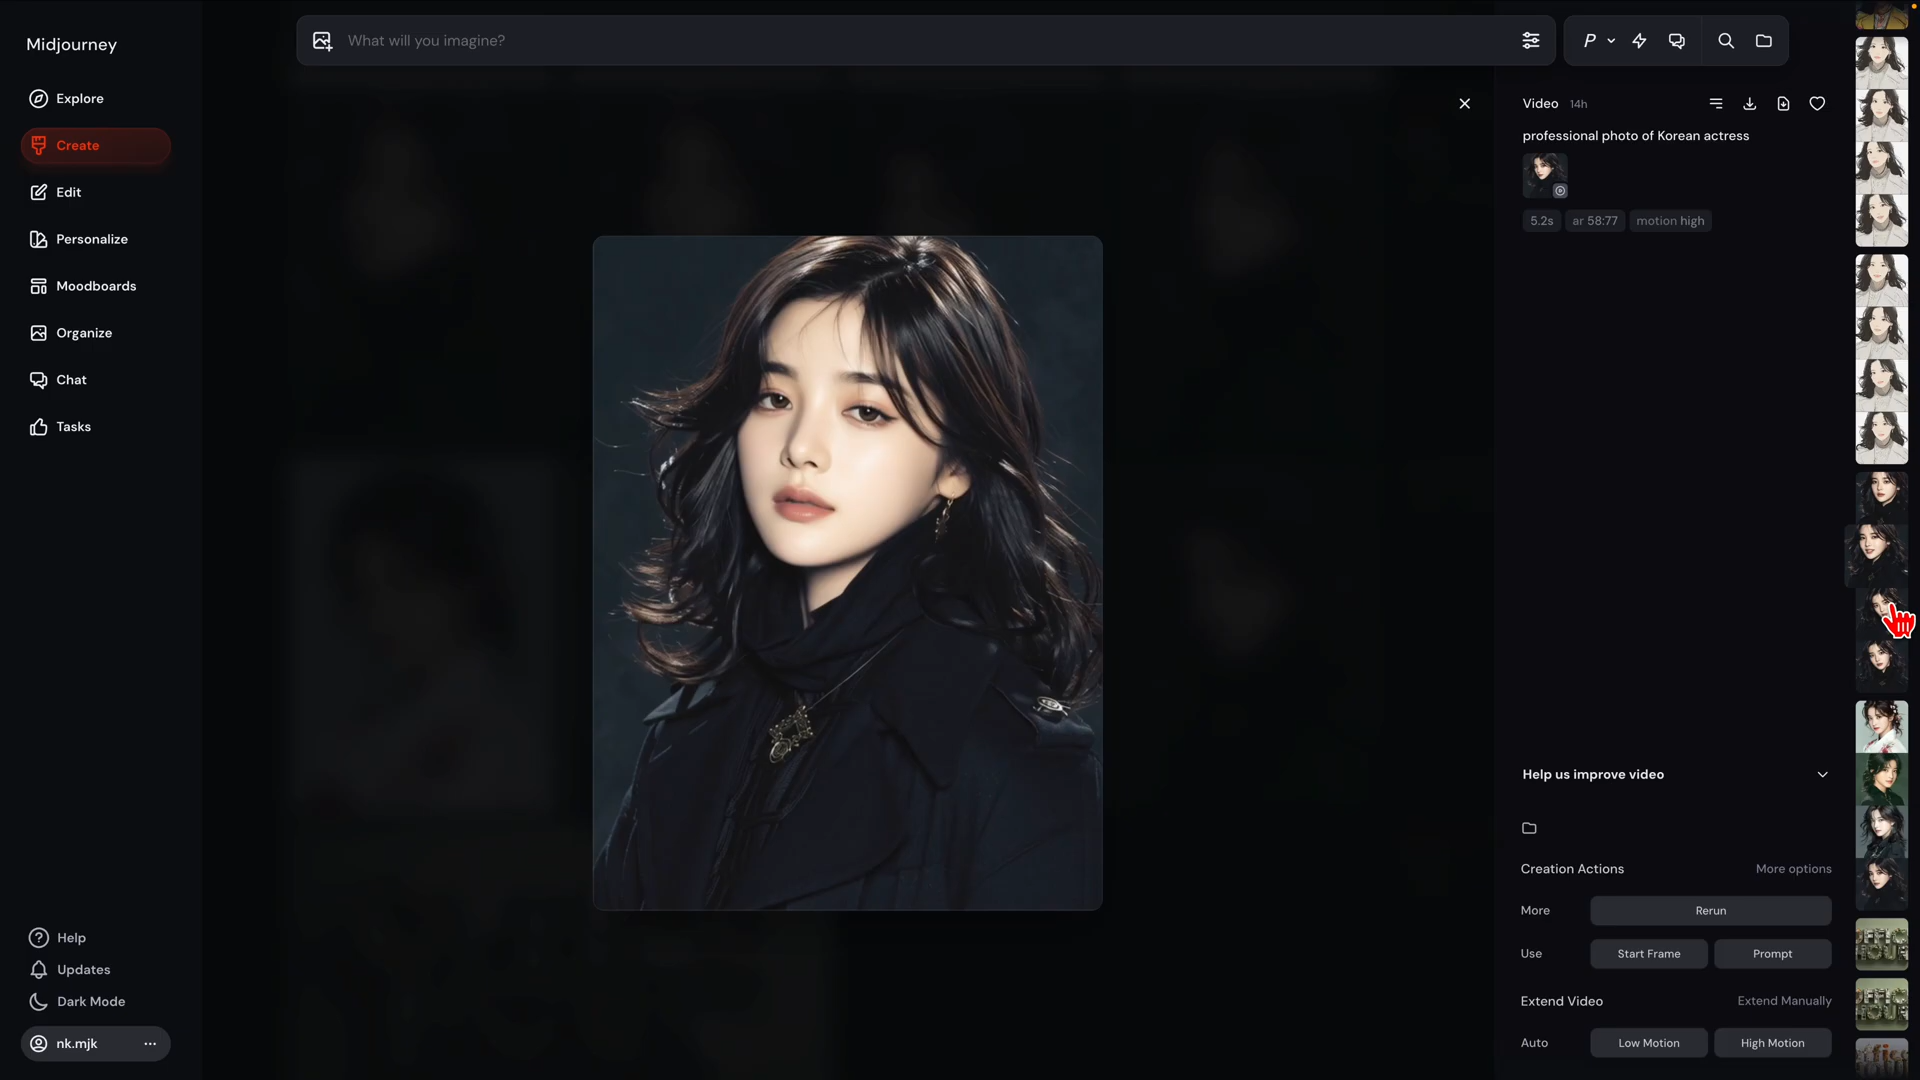 Midjourney
What will you imagine?
P
Explore
Create
Edit
Personalize
Moodboards
Organize
Chat
Tasks
Help
Updates
Dark Mode
nk.mjk
Video 14h
professional photo of Korean actress
5.2s ar 58:77 motion high
Help us improve video
Creation Actions More options
More Rerun
Use Start Frame Prompt
Extend Video Extend Manually
Auto Low Motion High Motion